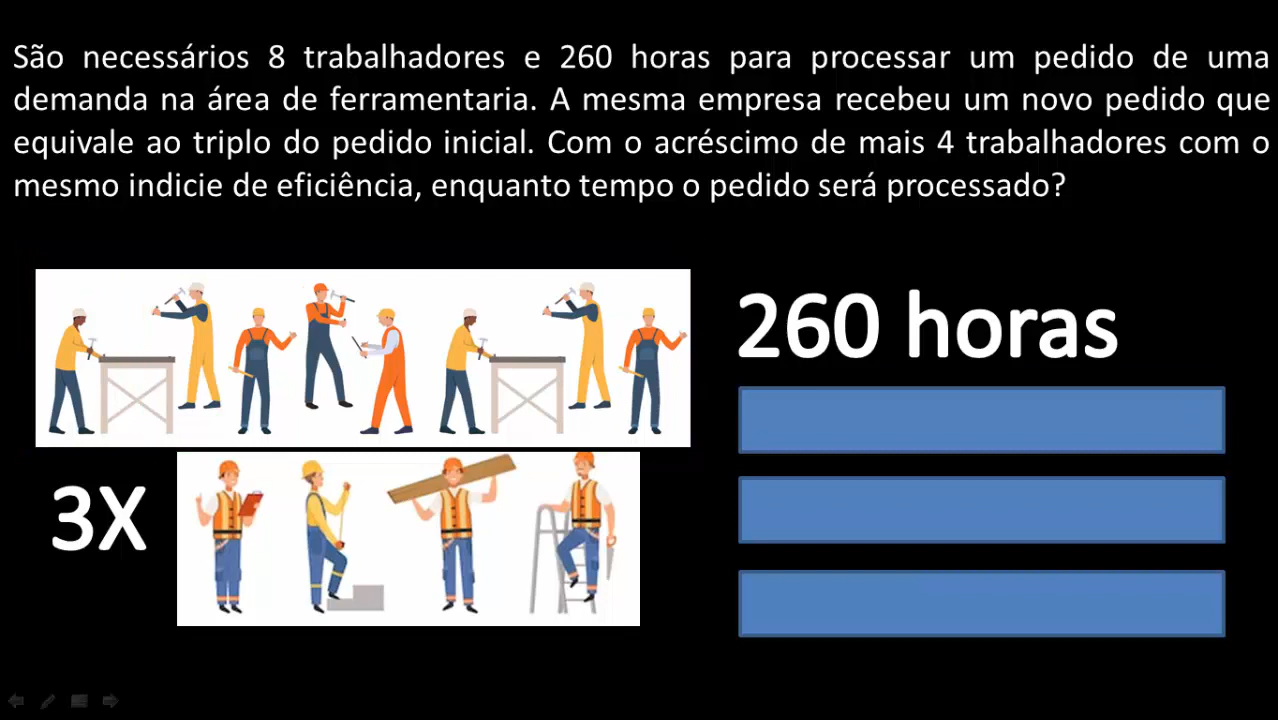 São necessários 8 trabalhadores e 260 horas para processar um pedido de uma
demanda na área de ferramentaria. A mesma empresa recebeu um novo pedido que
equivale ao triplo do pedido inicial. Com o acréscimo de mais 4 trabalhadores com o
mesmo indicie de eficiência, enquanto tempo o pedido será processado?
260 horas
3X